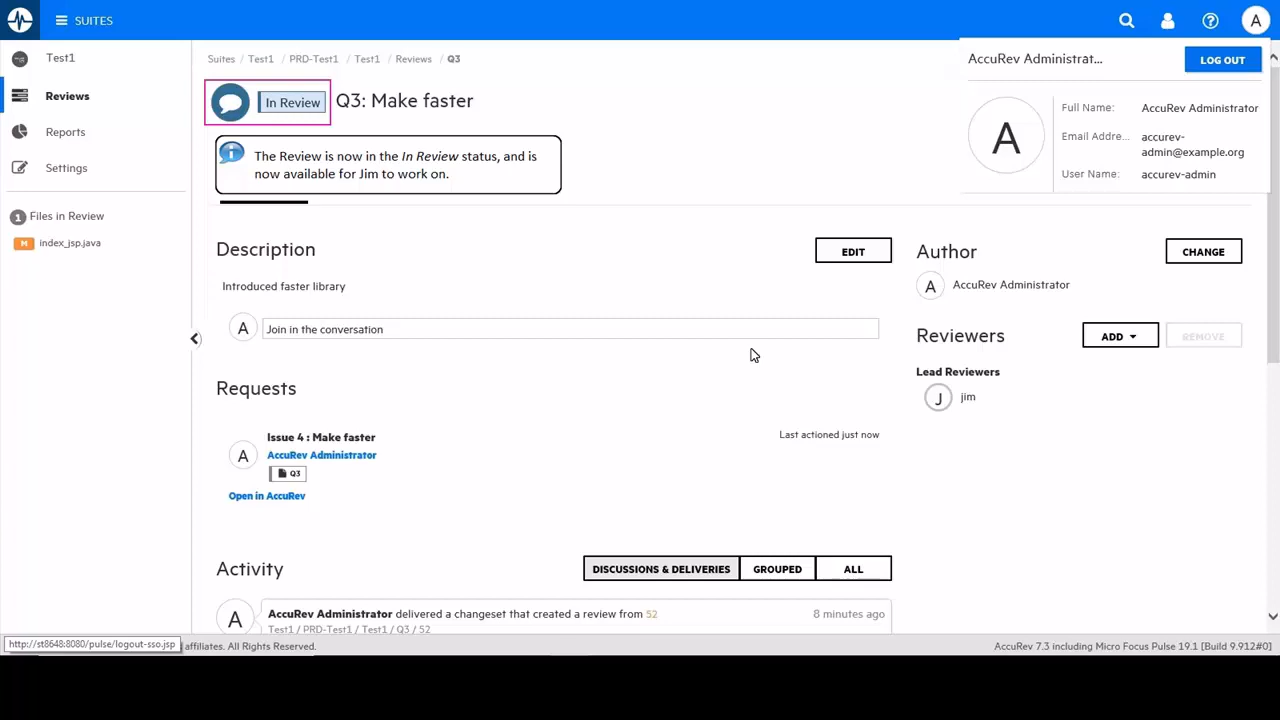 SUITES
A
Test1
Reviews
Reports
Settings
1 Files in Review
M index_jsp.java
Suites / Test1 / PRD-Test1 / Test1 / Reviews / Q3
In Review Q3: Make faster
The Review is now in the In Review status, and is
now available for Jim to work on.
AccuRev Administrat... LOG OUT
A
Full Name: AccuRev Administrator
Email Addre... accurev-
admin@example.org
User Name: accurev-admin
Description EDIT
Introduced faster library
A Join in the conversation
Requests
Issue 4 : Make faster Last actioned just now
A AccuRev Administrator
Q3
Open in AccuRev
Activity DISCUSSIONS & DELIVERIES GROUPED ALL
A AccuRev Administrator delivered a changeset that created a review from 52 8 minutes ago
Test1 / PRD-Test1 / Test1 / Q3 / 52
Author CHANGE
A AccuRev Administrator
Reviewers ADD REMOVE
Lead Reviewers
J jim
http://st8648:8080/pulse/logout-sso.jsp affiliates. All Rights Reserved. AccuRev 7.3 including Micro Focus Pulse 19.1 [Build 9.912#0]